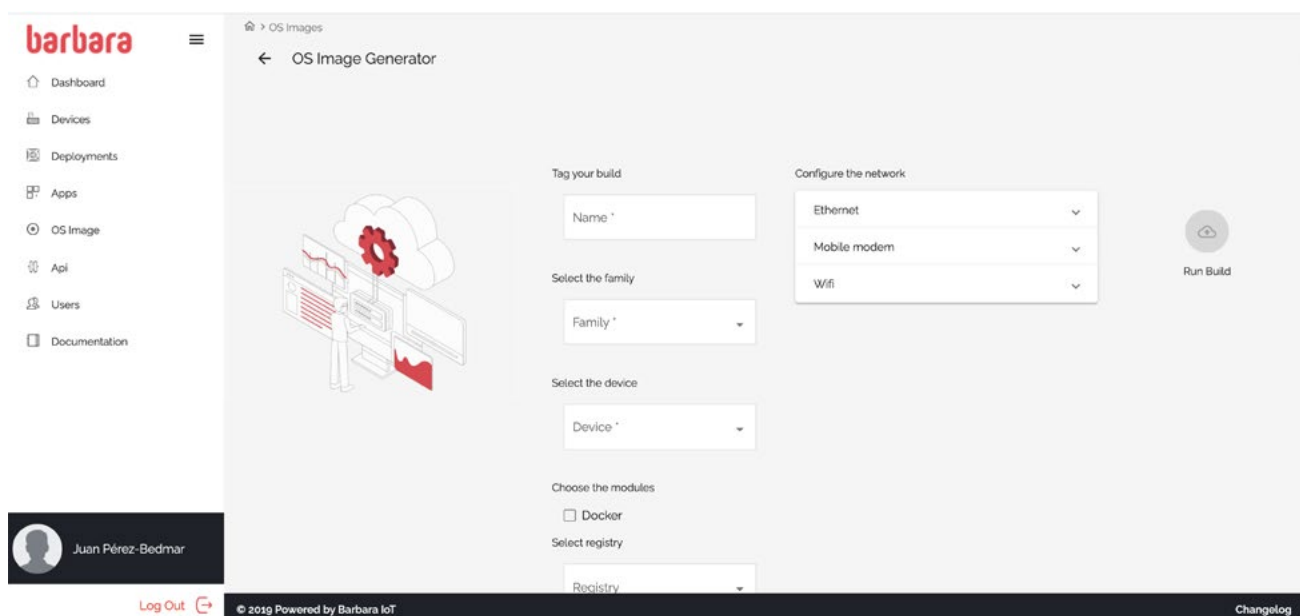 barbara
Dashboard
Devices
Deployments
Apps
OS Image
Api
Users
Documentation
Juan Pérez-Bedmar
Log Out
> OS Images
OS Image Generator
Tag your build
Name *
Select the family
Family *
Select the device
Device *
Choose the modules
Docker
Select registry
Registry
Configure the network
Ethernet
Mobile modem
Wifi
Run Build
© 2019 Powered by Barbara IoT
Changelog